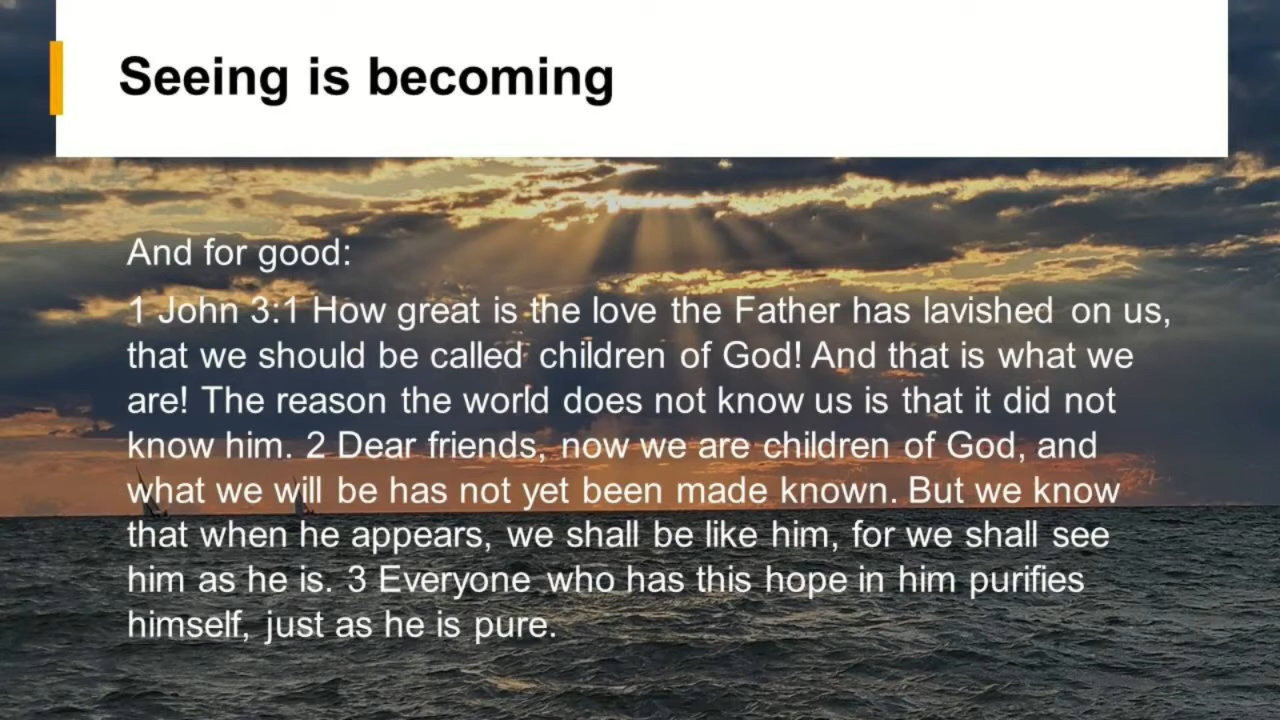 Seeing is becoming
And for good:
1 John 3:1 How great is the love the Father has lavished on us,
that we should be called children of God! And that is what we
are! The reason the world does not know us is that it did not
know him. 2 Dear friends, now we are children of God, and
what we will be has not yet been made known. But we know
that when he appears, we shall be like him, for we shall see
him as he is. 3 Everyone who has this hope in him purifies
himself, just as he is pure.